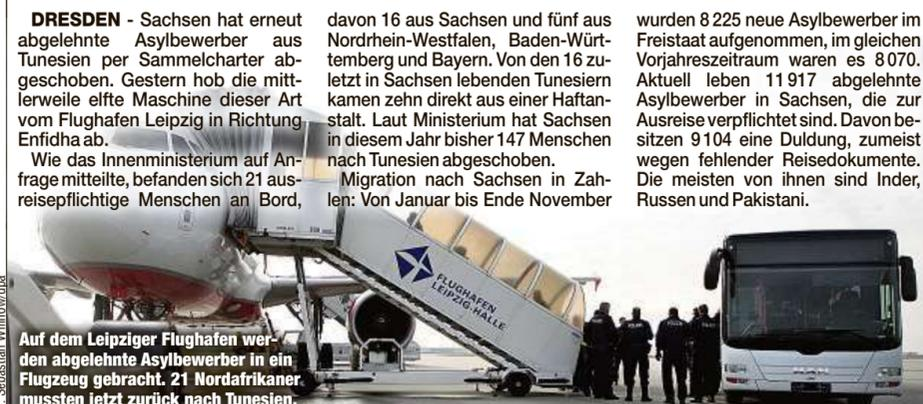 DRESDEN - Sachsen hat erneut
abgelehnte Asylbewerber aus
Tunesien per Sammelcharter ab-
geschoben. Gestern hob die mitt-
lerweile elfte Maschine dieser Art
vom Flughafen Leipzig in Richtung
Enfidha ab.
Wie das Innenministerium auf An-
frage mitteilte, befanden sich 21 aus-
reisepflichtige Menschen an Bord,
davon 16 aus Sachsen und fünf aus
Nordrhein-Westfalen, Baden-Würt-
temberg und Bayern. Von den 16 zu-
letzt in Sachsen lebenden Tunesiern
kamen zehn direkt aus einer Haftan-
stalt. Laut Ministerium hat Sachsen
in diesem Jahr bisher 147 Menschen
nach Tunesien abgeschoben.
Migration nach Sachsen in Zah-
len: Von Januar bis Ende November
wurden 8 225 neue Asylbewerber im
Freistaat aufgenommen, im gleichen
Vorjahreszeitraum waren es 8 070.
Aktuell leben 11 917 abgelehnte
Asylbewerber in Sachsen, die zur
Ausreise verpflichtet sind. Davon be-
sitzen 9 104 eine Duldung, zumeist
wegen fehlender Reisedokumente.
Die meisten von ihnen sind Inder,
Russen und Pakistani.
FLUGHAFEN
LEIPZIG-HALLE
POLIZEI
MAN
Auf dem Leipziger Flughafen wer-
den abgelehnte Asylbewerber in ein
Flugzeug gebracht. 21 Nordafrikaner
mussten jetzt zurück nach Tunesien.